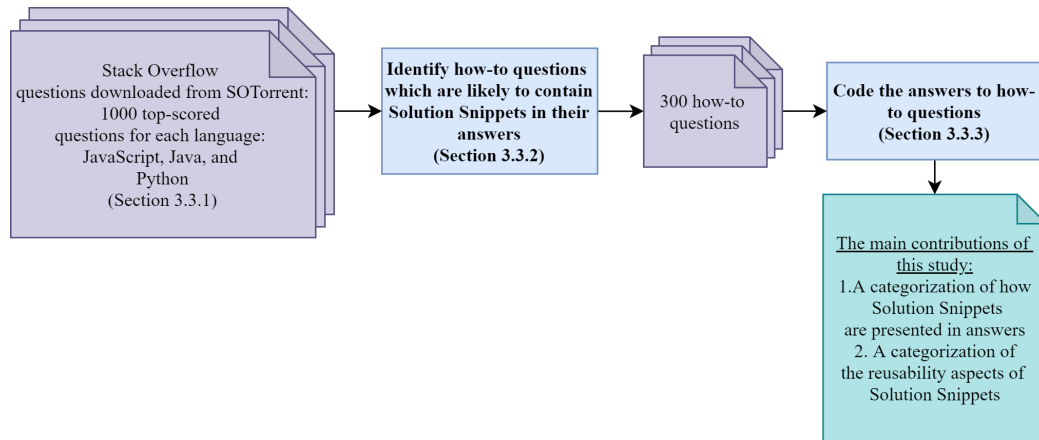 Stack Overflow
questions downloaded from SOTorrent:
1000 top-scored
questions for each language:
JavaScript, Java, and
Python
(Section 3.3.1)
Identify how-to questions
which are likely to contain
Solution Snippets in their
answers
(Section 3.3.2)
300 how-to
questions
Code the answers to how-
to questions
(Section 3.3.3)
The main contributions of
this study:
1.A categorization of how
Solution Snippets
are presented in answers
2. A categorization of
the reusability aspects of
Solution Snippets